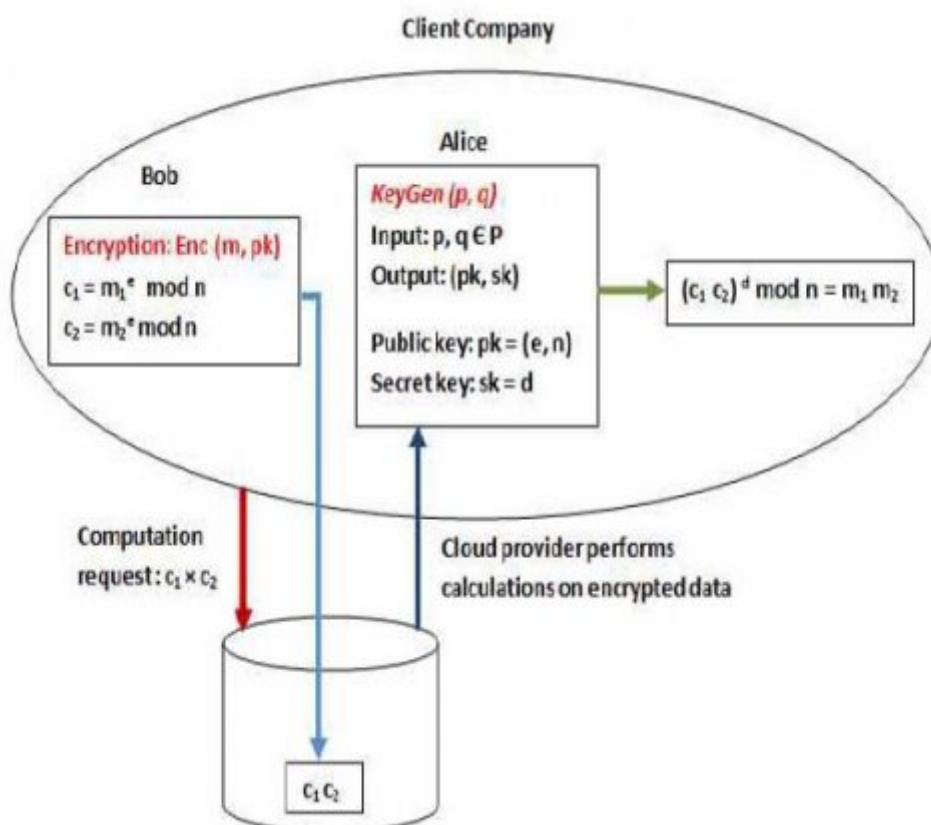 Client Company
Bob
Encryption: Enc (m, pk)
c₁ = m₁ᵉ mod n
c₂ = m₂ᵉ mod n
Alice
KeyGen (p, q)
Input: p, q ∈ P
Output: (pk, sk)
Public key: pk = (e, n)
Secret key: sk = d
(c₁ c₂)ᵈ mod n = m₁ m₂
Computation
request: c₁ × c₂
Cloud provider performs
calculations on encrypted data
c₁ c₂